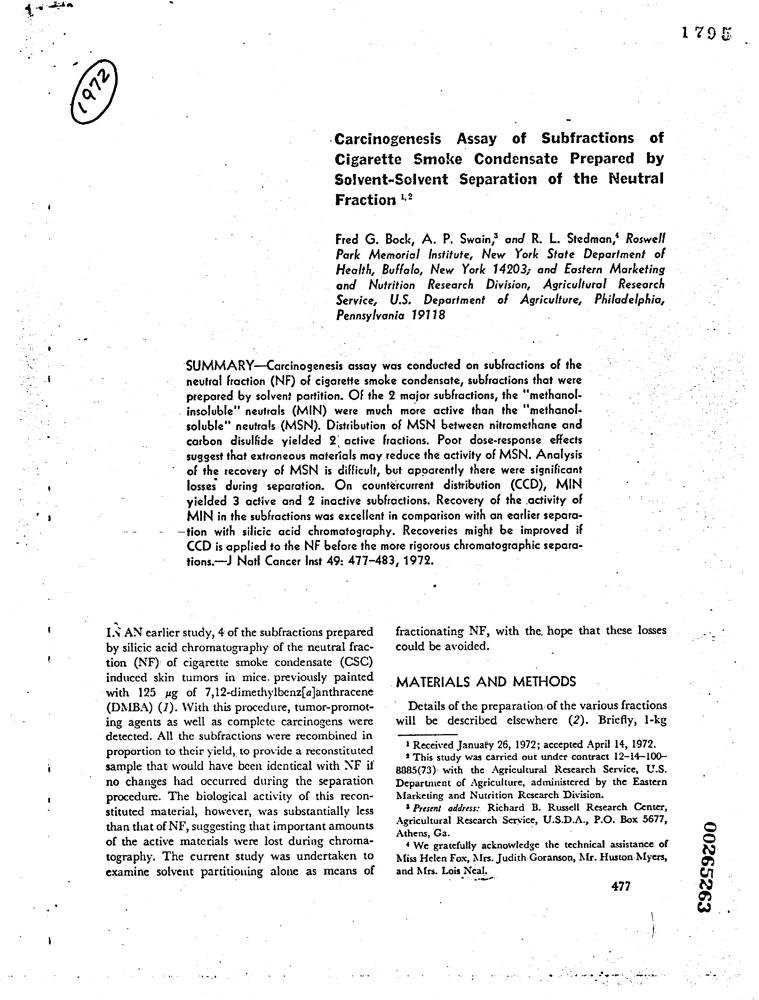 1795
1972
Carcinogenesis Assay of Subfractions of
Cigarette Smoke Condensate Prepared by
Solvent-Solvent Separation of the Neutral
Fraction 1,2
Fred G. Bock, A. P. Swain,3 and R. L. Stedman,4 Roswell
Park Memorial Institute, New York State Department of
Health, Buffalo, New York 14203; and Eastern Marketing
and Nutrition Research Division, Agricultural Research
Service, U.S. Department of Agriculture, Philadelphia,
Pennsylvania 19118
SUMMARY—Carcinogenesis assay was conducted on subfractions of the
neutral fraction (NF) of cigarette smoke condensate, subfractions that were
prepared by solvent partition. Of the 2 major subfractions, the "methanol-
insoluble" neutrals (MIN) were much more active than the "methanol-
soluble" neutrals (MSN). Distribution of MSN between nitromethane and
carbon disulfide yielded 2 active fractions. Poor dose-response effects
suggest that extraneous materials may reduce the activity of MSN. Analysis
of the recovery of MSN is difficult, but apparently there were significant
losses during separation. On countercurrent distribution (CCD), MIN
yielded 3 active and 2 inactive subfractions. Recovery of the activity of
MIN in the subfractions was excellent in comparison with an earlier separa-
tion with silicic acid chromatography. Recoveries might be improved if
CCD is applied to the NF before the more rigorous chromatographic separa-
tions.—J Natl Cancer Inst 49: 477-483, 1972.
IN AN earlier study, 4 of the subfractions prepared
by silicic acid chromatography of the neutral frac-
tion (NF) of cigarette smoke condensate (CSC)
induced skin tumors in mice previously painted
with 125 μg of 7,12-dimethylbenz[a]anthracene
(DMBA) (1). With this procedure, tumor-promot-
ing agents as well as complete carcinogens were
detected. All the subfractions were recombined in
proportion to their yield, to provide a reconstituted
sample that would have been identical with NF if
no changes had occurred during the separation
procedure. The biological activity of this recon-
stituted material, however, was substantially less
than that of NF, suggesting that important amounts
of the active materials were lost during chroma-
tography. The current study was undertaken to
examine solvent partitioning alone as means of
fractionating NF, with the hope that these losses
could be avoided.
MATERIALS AND METHODS
Details of the preparation of the various fractions
will be described elsewhere (2). Briefly, 1-kg
1 Received January 26, 1972; accepted April 14, 1972.
2 This study was carried out under contract 12-14-100-
8885(73) with the Agricultural Research Service, U.S.
Department of Agriculture, administered by the Eastern
Marketing and Nutrition Research Division.
3 Present address: Richard B. Russell Research Center,
Agricultural Research Service, U.S.D.A., P.O. Box 5677,
Athens, Ga.
4 We gratefully acknowledge the technical assistance of
Miss Helen Fox, Mrs. Judith Goranson, Mr. Huston Myers,
and Mrs. Lois Neal.
477
00265263